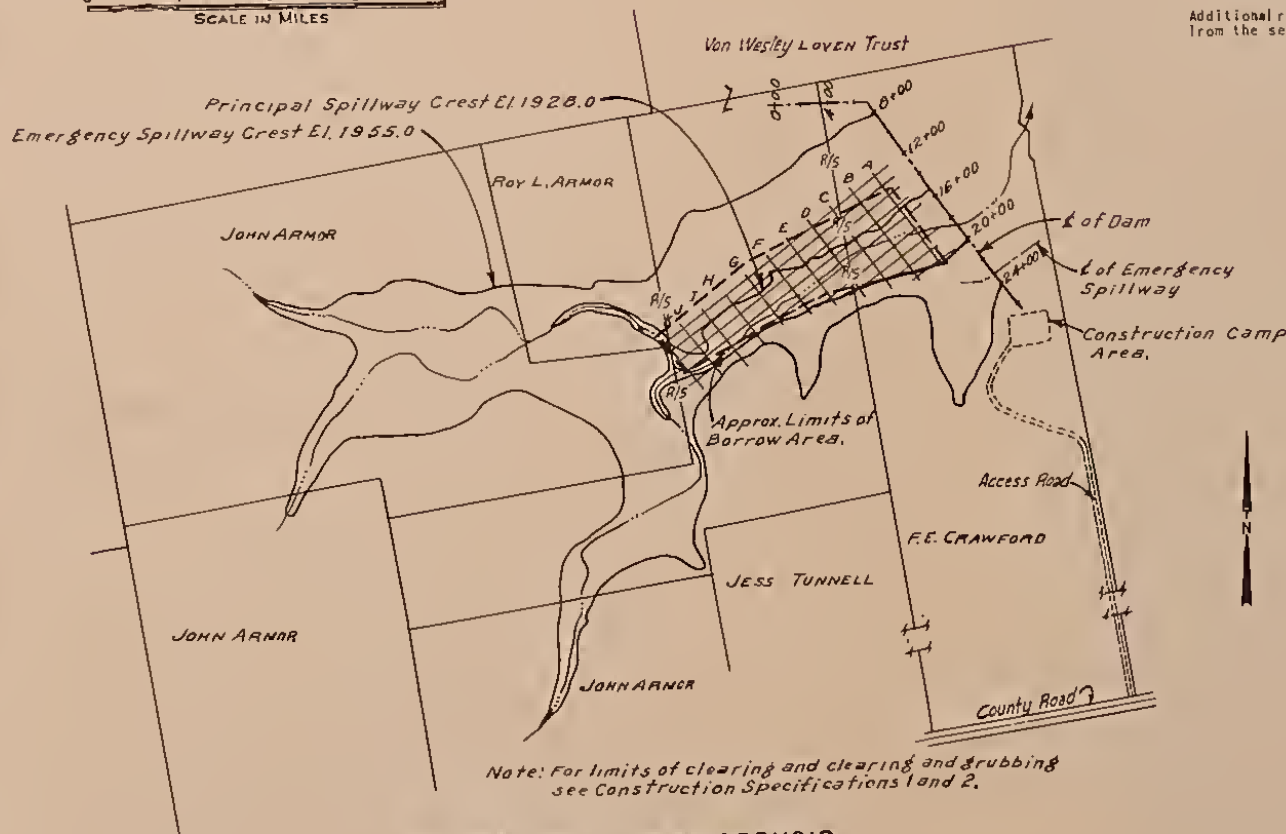 SCALE IN MILES
Additional r
from the se
Von Wesley LOVEN TRUST
Principal Spillway Crest El. 1928.0
Emergency Spillway Crest El. 1955.0
0+00
8+00
12+00
16+00
20+00
24+00
ROY L. ARMOR
JOHN ARMOR
R/S
A
B
C
D
E
F
G
H
I
J
R/S
R/S
R/S
R/S
℄ of Dam
℄ of Emergency
Spillway
Construction Camp
Area.
Approx. Limits of
Borrow Area.
Access Road
N
F.E. CRAWFORD
JESS TUNNELL
JOHN ARMOR
JOHN ARMOR
County Road
Note: For limits of clearing and clearing and grubbing
see Construction Specifications 1 and 2.